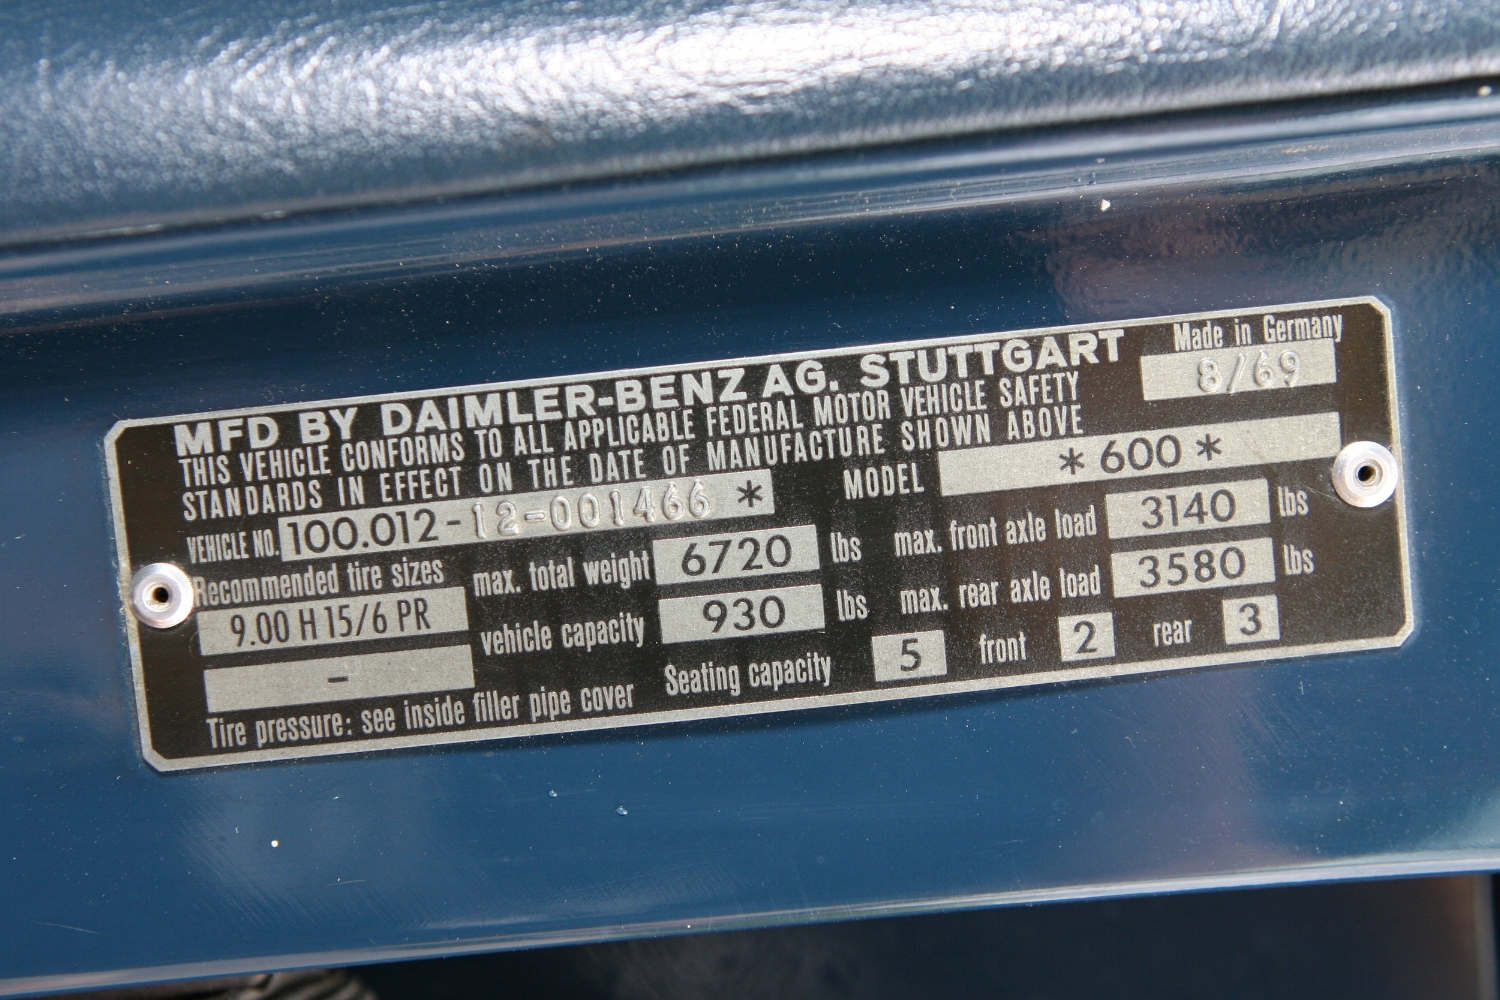 MFD BY DAIMLER-BENZ AG. STUTTGART
Made in Germany
8/69
THIS VEHICLE CONFORMS TO ALL APPLICABLE FEDERAL MOTOR VEHICLE SAFETY
STANDARDS IN EFFECT ON THE DATE OF MANUFACTURE SHOWN ABOVE
VEHICLE NO. 100.012-12-001466 *
MODEL * 600 *
Recommended tire sizes
9.00 H 15/6 PR
-
Tire pressure: see inside filler pipe cover
max. total weight 6720 lbs
vehicle capacity 930 lbs
max. front axle load 3140 lbs
max. rear axle load 3580 lbs
Seating capacity 5 front 2 rear 3